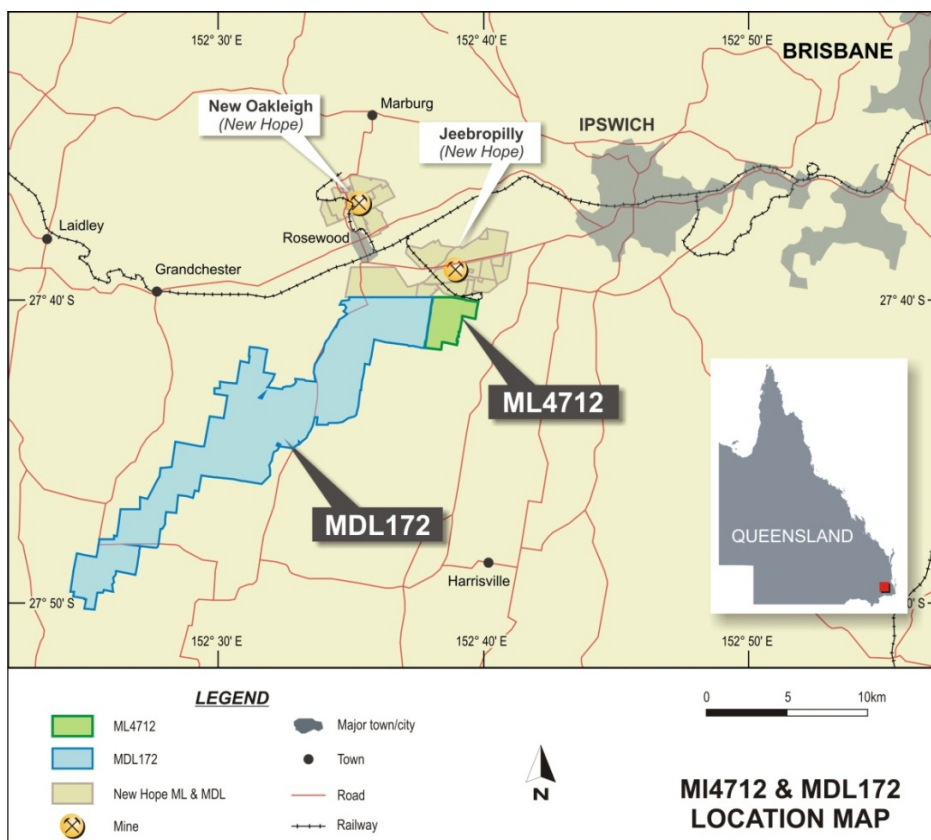 152° 30' E
152° 40' E
152° 50' E
BRISBANE
New Oakleigh
(New Hope)
Marburg
Jeebropilly
(New Hope)
IPSWICH
Laidley
Rosewood
Grandchester
27° 40' S
27° 40' S
ML4712
MDL172
QUEENSLAND
Harrisville
27° 50' S
0' S
152° 30' E
152° 40' E
152° 50' E
LEGEND
ML4712
MDL172
New Hope ML & MDL
Mine
Major town/city
Town
Road
Railway
N
0 5 10km
MI4712 & MDL172
LOCATION MAP